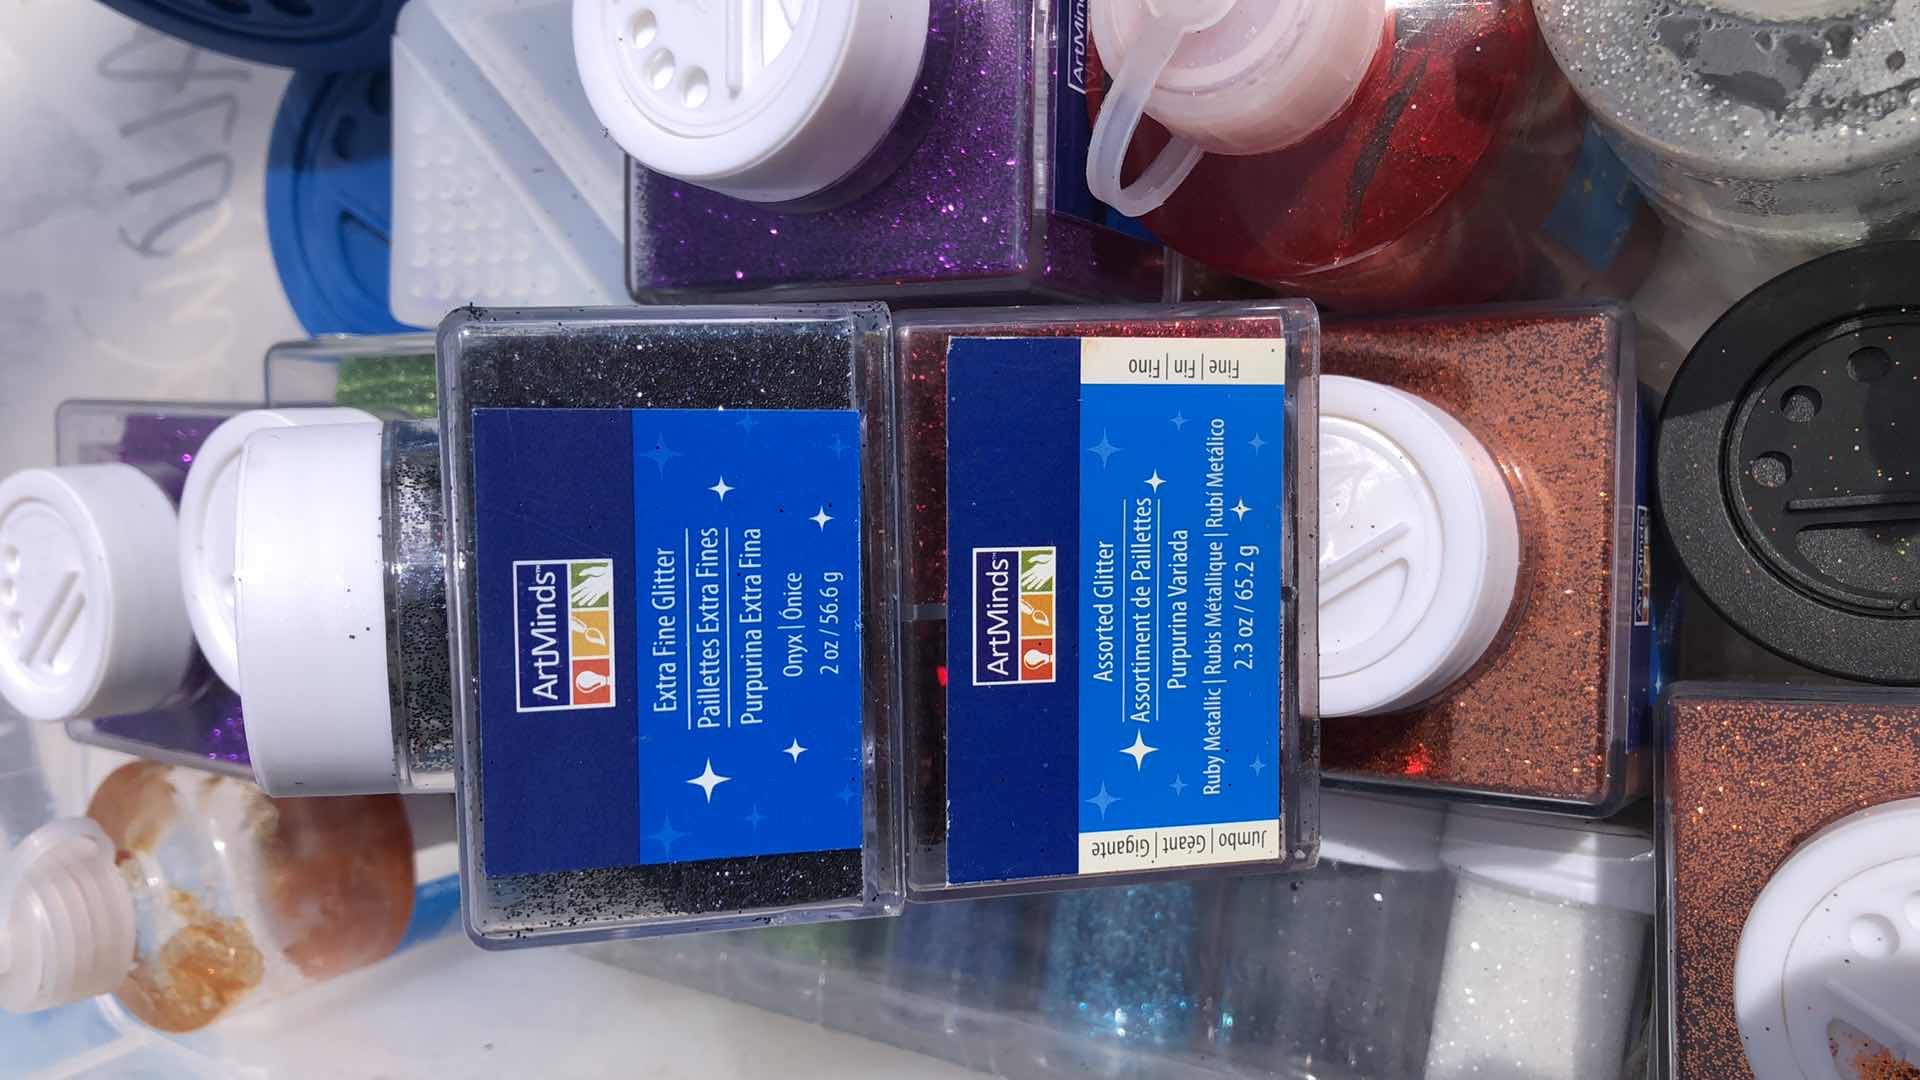 ArtMinds™
Extra Fine Glitter
Paillettes Extra Fines
Purpurina Extra Fina
Onyx | Ónice
2 oz / 56.6 g
ArtMinds™
Assorted Glitter
Assortiment de Paillettes
Purpurina Variada
Ruby Metallic | Rubis Métallique | Rubí Metálico
2.3 oz / 65.2 g
Fine | Fin | Fino
Jumbo | Géant | Gigante
ArtMinds
ArtMinds